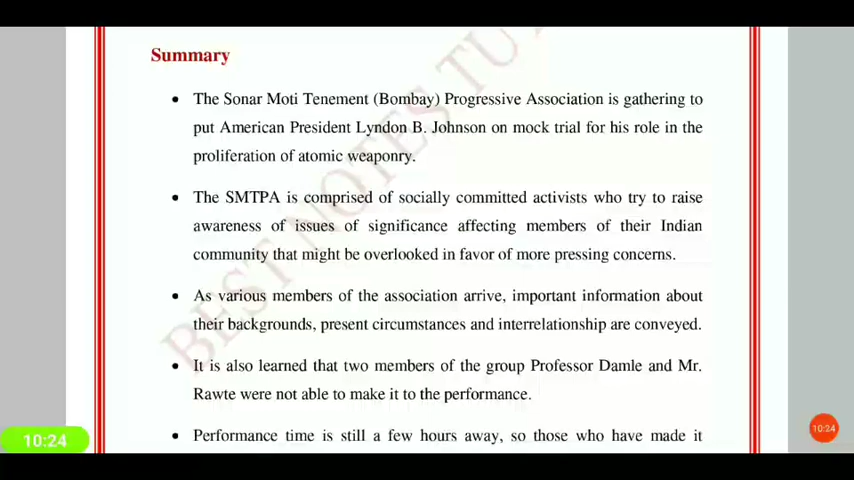 Summary
• The Sonar Moti Tenement (Bombay) Progressive Association is gathering to
put American President Lyndon B. Johnson on mock trial for his role in the
proliferation of atomic weaponry.
• The SMTPA is comprised of socially committed activists who try to raise
awareness of issues of significance affecting members of their Indian
community that might be overlooked in favor of more pressing concerns.
• As various members of the association arrive, important information about
their backgrounds, present circumstances and interrelationship are conveyed.
• It is also learned that two members of the group Professor Damle and Mr.
Rawte were not able to make it to the performance.
• Performance time is still a few hours away, so those who have made it
BEST NOTES TU
10:24
10:24